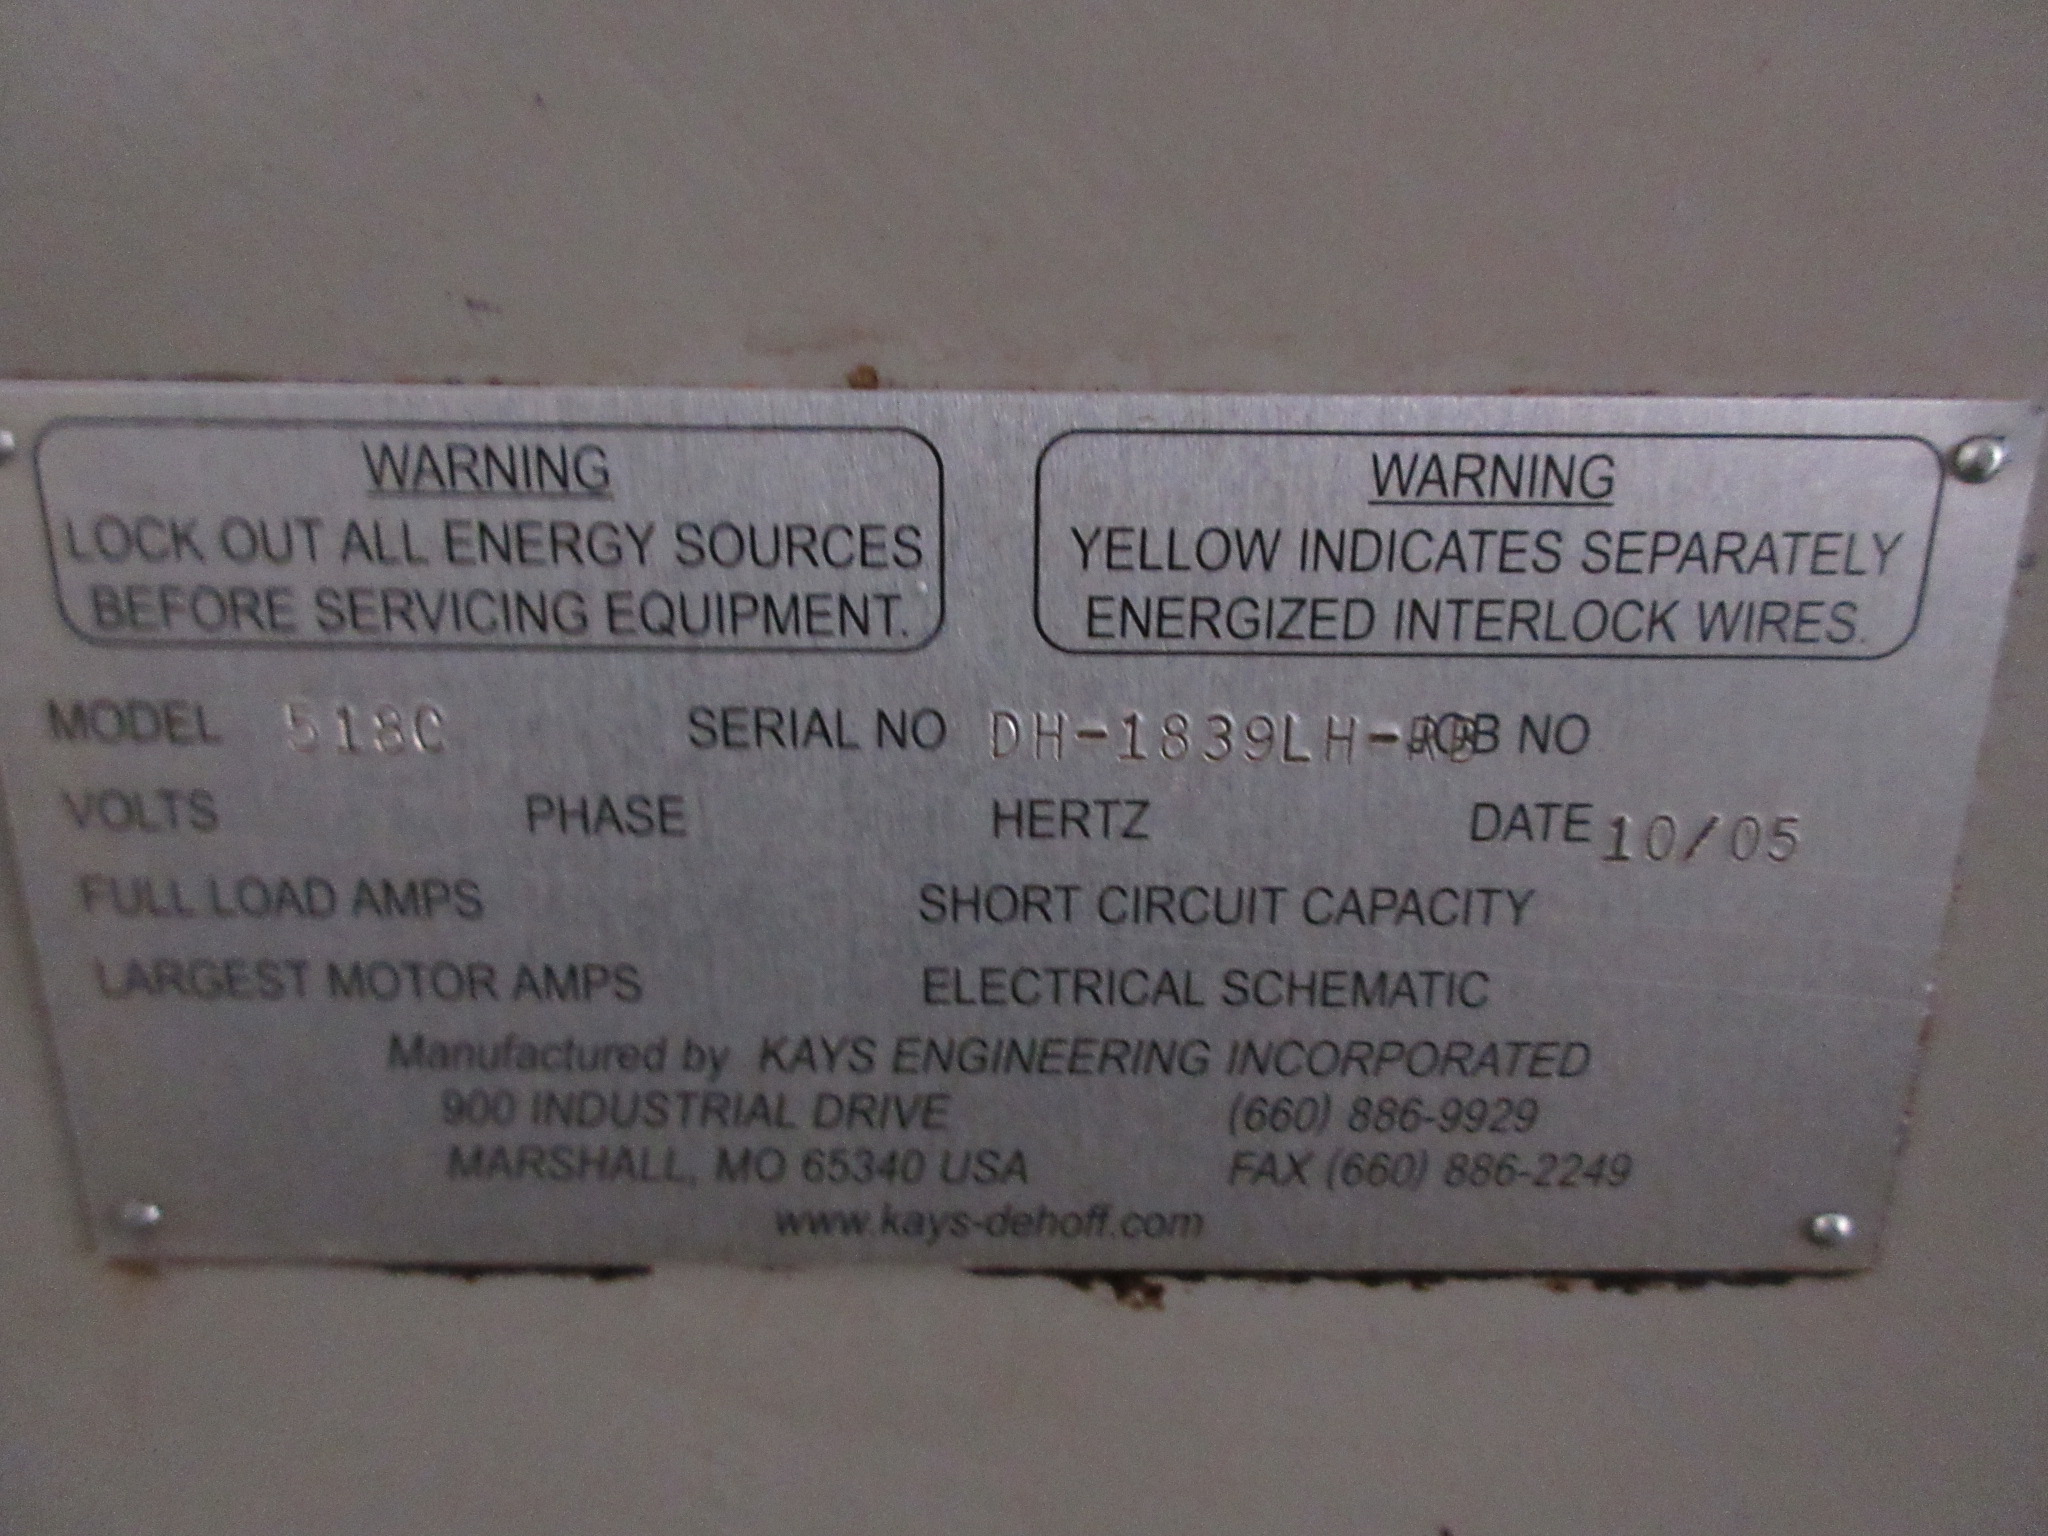 WARNING
LOCK OUT ALL ENERGY SOURCES
BEFORE SERVICING EQUIPMENT.
WARNING
YELLOW INDICATES SEPARATELY
ENERGIZED INTERLOCK WIRES.
MODEL 518C SERIAL NO DH-1839LH- JOB NO
VOLTS PHASE HERTZ DATE 10/05
FULL LOAD AMPS SHORT CIRCUIT CAPACITY
LARGEST MOTOR AMPS ELECTRICAL SCHEMATIC
Manufactured by KAYS ENGINEERING INCORPORATED
900 INDUSTRIAL DRIVE (660) 886-9929
MARSHALL, MO 65340 USA FAX (660) 886-2249
www.kays-dehoff.com